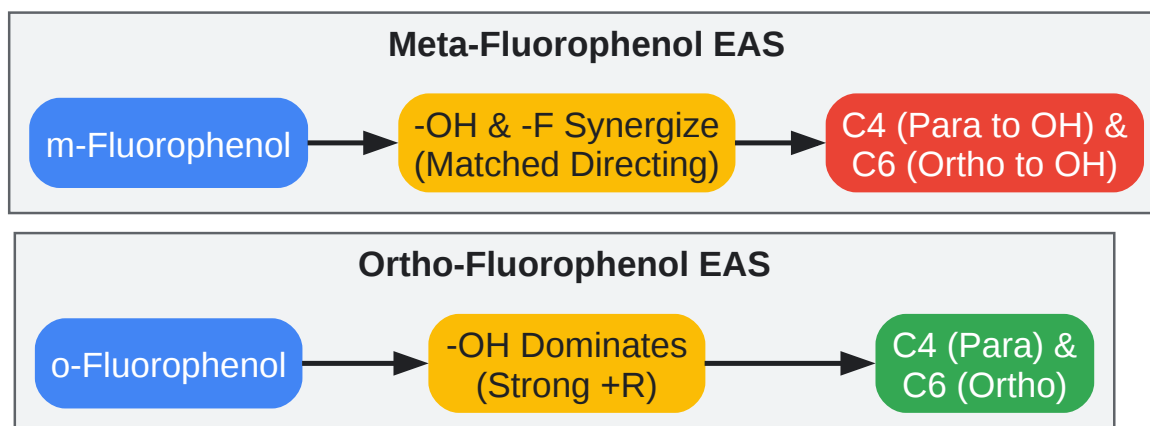 Meta-Fluorophenol EAS
m-Fluorophenol
-OH & -F Synergize
(Matched Directing)
C4 (Para to OH) &
C6 (Ortho to OH)
Ortho-Fluorophenol EAS
o-Fluorophenol
-OH Dominates
(Strong +R)
C4 (Para) &
C6 (Ortho)